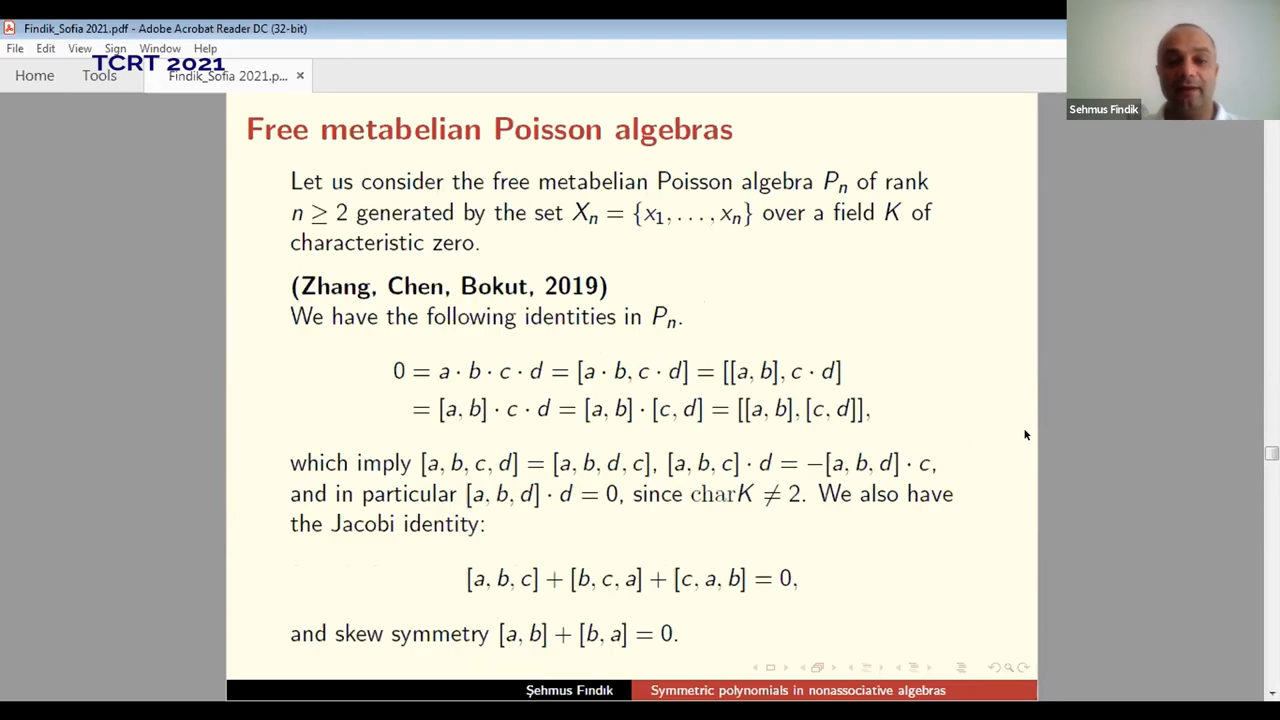 Findik_Sofia 2021.pdf - Adobe Acrobat Reader DC (32-bit)
File Edit View Sign Window Help
TCRT 2021
Home Tools Findik_Sofia 2021.p... ×
Sehmus Findik
Free metabelian Poisson algebras
Let us consider the free metabelian Poisson algebra Pₙ of rank
n ≥ 2 generated by the set Xₙ = {x₁, . . . , xₙ} over a field K of
characteristic zero.
(Zhang, Chen, Bokut, 2019)
We have the following identities in Pₙ.
0 = a · b · c · d = [a · b, c · d] = [[a, b], c · d]
= [a, b] · c · d = [a, b] · [c, d] = [[a, b], [c, d]],
which imply [a, b, c, d] = [a, b, d, c], [a, b, c] · d = −[a, b, d] · c,
and in particular [a, b, d] · d = 0, since charK ≠ 2. We also have
the Jacobi identity:
[a, b, c] + [b, c, a] + [c, a, b] = 0,
and skew symmetry [a, b] + [b, a] = 0.
Şehmus Fındık Symmetric polynomials in nonassociative algebras